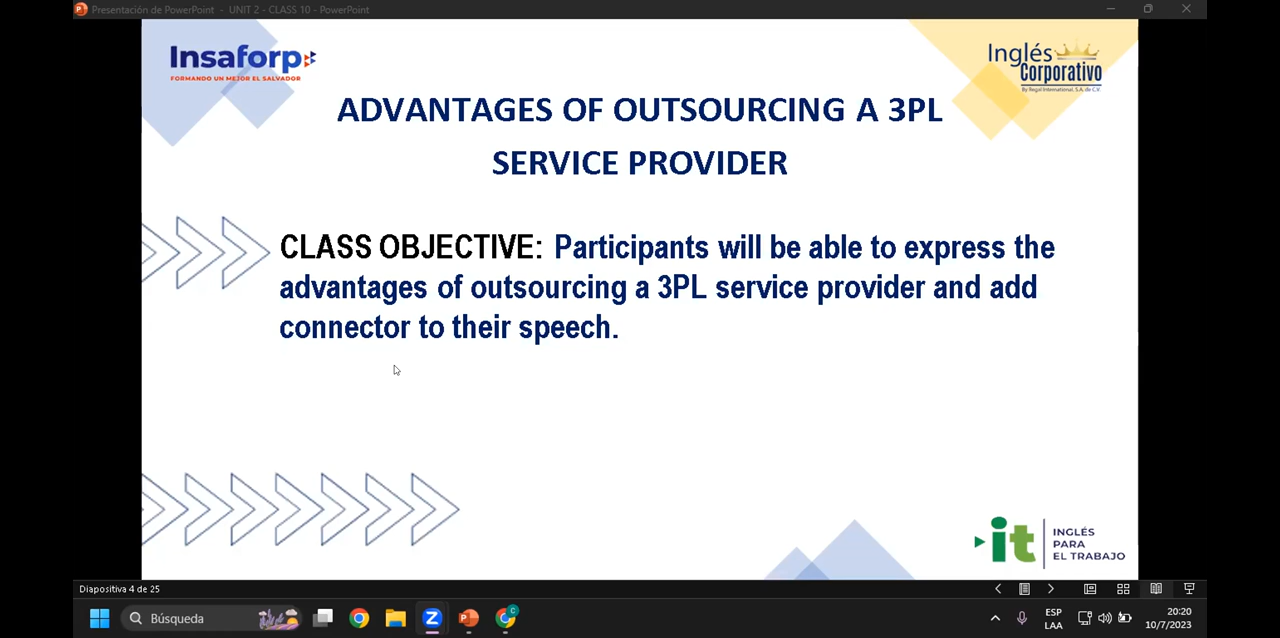 Presentación de PowerPoint - UNIT 2 - CLASS 10 - PowerPoint
Insaforp
FORMANDO UN MEJOR EL SALVADOR
Inglés
Corporativo
By Regal International, S.A. de C.V.
ADVANTAGES OF OUTSOURCING A 3PL
SERVICE PROVIDER
CLASS OBJECTIVE: Participants will be able to express the
advantages of outsourcing a 3PL service provider and add
connector to their speech.
it
INGLÉS
PARA
EL TRABAJO
Diapositiva 4 de 25
Búsqueda
ESP
LAA
20:20
10/7/2023